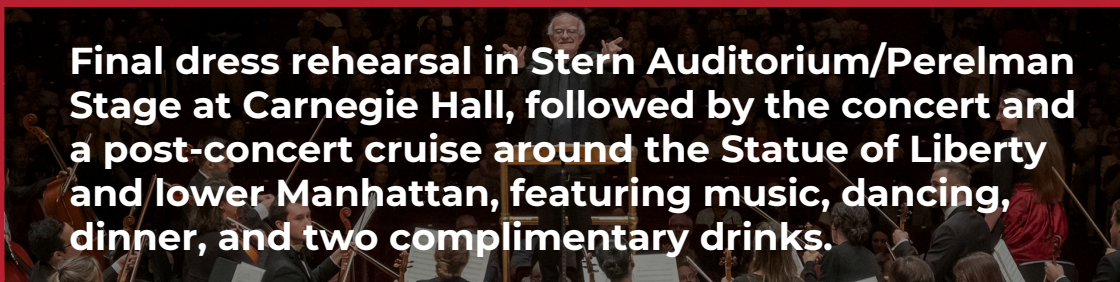 Final dress rehearsal in Stern Auditorium/Perelman
Stage at Carnegie Hall, followed by the concert and
a post-concert cruise around the Statue of Liberty
and lower Manhattan, featuring music, dancing,
dinner, and two complimentary drinks.